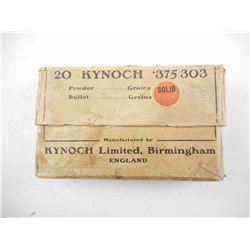 20 KYNOCH ·375/303
Powder Grains
SOLID
Bullet Grains
Manufactured by
KYNOCH Limited, Birmingham
ENGLAND